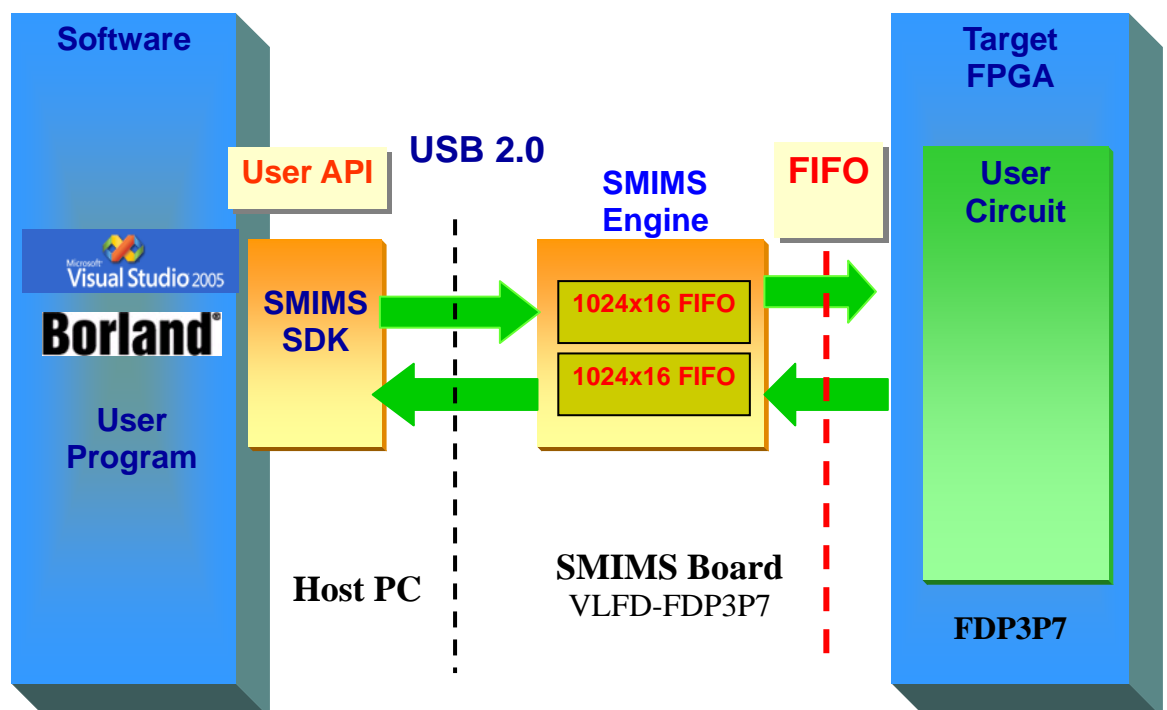 Software
User API
Microsoft
Visual Studio 2005
Borland®
User
Program
SMIMS
SDK
USB 2.0
Host PC
SMIMS
Engine
1024x16 FIFO
1024x16 FIFO
SMIMS Board
VLFD-FDP3P7
FIFO
Target
FPGA
User
Circuit
FDP3P7